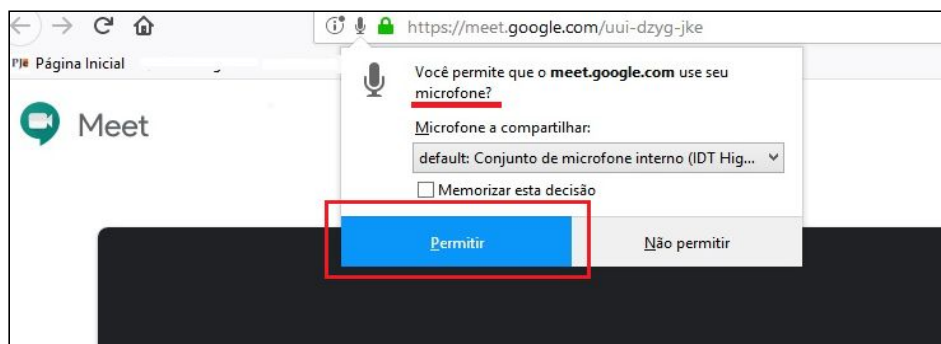 https://meet.google.com/uui-dzyg-jke
PJe Página Inicial
Você permite que o meet.google.com use seu
microfone?
Meet
Microfone a compartilhar:
default: Conjunto de microfone interno (IDT Hig...
Memorizar esta decisão
Permitir
Não permitir